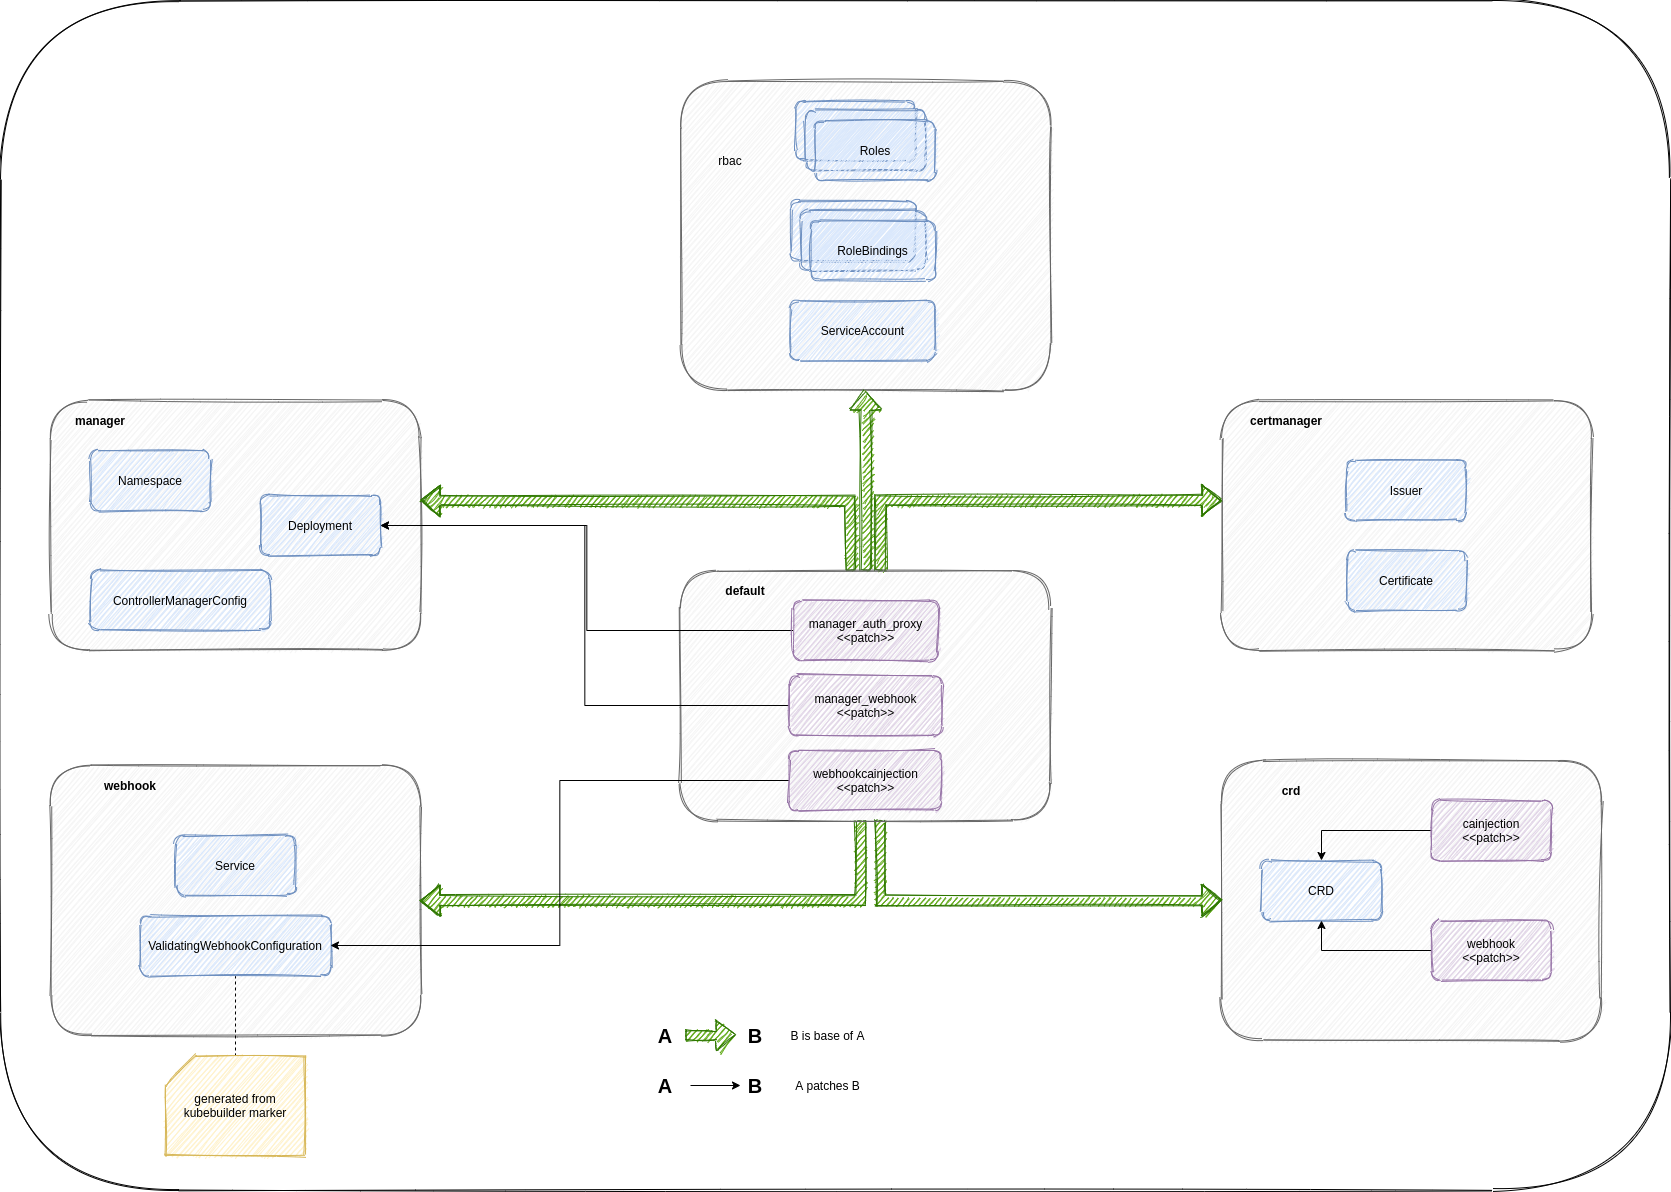 rbac
Roles
RoleBindings
ServiceAccount
manager
Namespace
Deployment
ControllerManagerConfig
certmanager
Issuer
Certificate
default
manager_auth_proxy
<<patch>>
manager_webhook
<<patch>>
webhookcainjection
<<patch>>
webhook
Service
ValidatingWebhookConfiguration
generated from
kubebuilder marker
crd
cainjection
<<patch>>
CRD
webhook
<<patch>>
A B B is base of A
A B A patches B